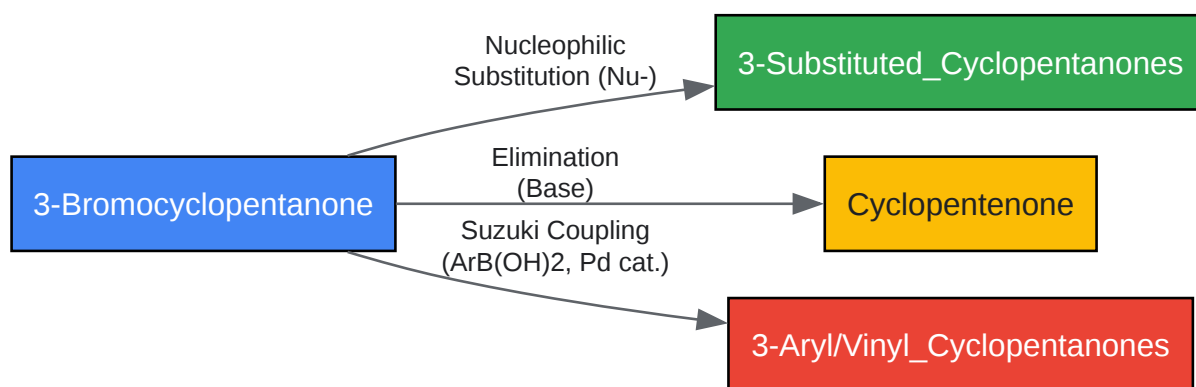 Nucleophilic
Substitution (Nu-)
3-Substituted_Cyclopentanones
3-Bromocyclopentanone
Elimination
(Base)
Cyclopentenone
Suzuki Coupling
(ArB(OH)2, Pd cat.)
3-Aryl/Vinyl_Cyclopentanones